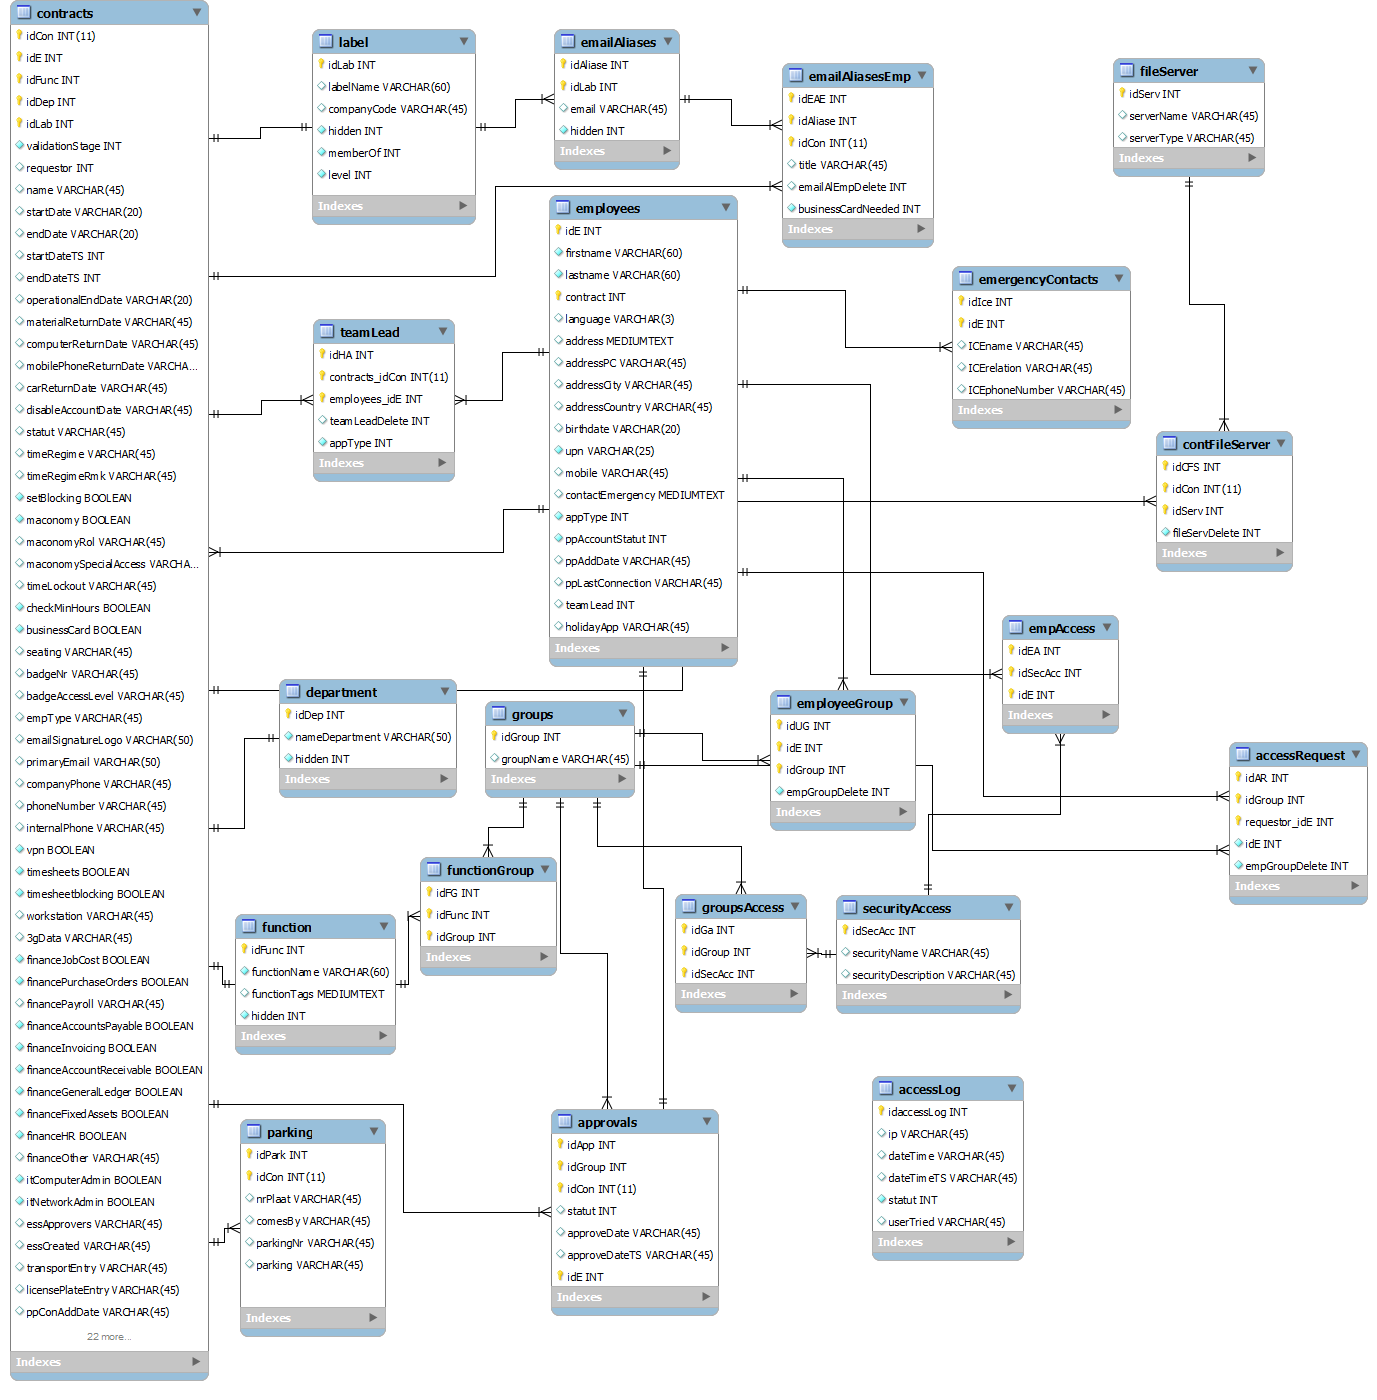 contracts
idCon INT(11)
idE INT
idFunc INT
idDep INT
idLab INT
validationStage INT
requestor INT
name VARCHAR(45)
startDate VARCHAR(20)
endDate VARCHAR(20)
startDateTS INT
endDateTS INT
operationalEndDate VARCHAR(20)
materialReturnDate VARCHAR(45)
computerReturnDate VARCHAR(45)
mobilePhoneReturnDate VARCHA...
carReturnDate VARCHAR(45)
disableAccountDate VARCHAR(45)
statut VARCHAR(45)
timeRegime VARCHAR(45)
timeRegimeRmk VARCHAR(45)
setBlocking BOOLEAN
maconomy BOOLEAN
maconomyRol VARCHAR(45)
maconomySpecialAccess VARCHA...
timeLockout VARCHAR(45)
checkMinHours BOOLEAN
businessCard BOOLEAN
seating VARCHAR(45)
badgeNr VARCHAR(45)
badgeAccessLevel VARCHAR(45)
empType VARCHAR(45)
emailSignatureLogo VARCHAR(50)
primaryEmail VARCHAR(50)
companyPhone VARCHAR(45)
phoneNumber VARCHAR(45)
internalPhone VARCHAR(45)
vpn BOOLEAN
timesheets BOOLEAN
timesheetblocking BOOLEAN
workstation VARCHAR(45)
3gData VARCHAR(45)
financeJobCost BOOLEAN
financePurchaseOrders BOOLEAN
financePayroll VARCHAR(45)
financeAccountsPayable BOOLEAN
financeInvoicing BOOLEAN
financeAccountReceivable BOOLEAN
financeGeneralLedger BOOLEAN
financeFixedAssets BOOLEAN
financeHR BOOLEAN
financeOther VARCHAR(45)
itComputerAdmin BOOLEAN
itNetworkAdmin BOOLEAN
essApprovers VARCHAR(45)
essCreated VARCHAR(45)
transportEntry VARCHAR(45)
licensePlateEntry VARCHAR(45)
ppConAddDate VARCHAR(45)
22 more...
Indexes
label
idLab INT
labelName VARCHAR(60)
companyCode VARCHAR(45)
hidden INT
memberOf INT
level INT
Indexes
emailAliases
idAliase INT
idLab INT
email VARCHAR(45)
hidden INT
Indexes
emailAliasesEmp
idEAE INT
idAliase INT
idCon INT(11)
title VARCHAR(45)
emailAlEmpDelete INT
businessCardNeeded INT
Indexes
fileServer
idServ INT
serverName VARCHAR(45)
serverType VARCHAR(45)
Indexes
employees
idE INT
firstname VARCHAR(60)
lastname VARCHAR(60)
contract INT
language VARCHAR(3)
address MEDIUMTEXT
addressPC VARCHAR(45)
addressCity VARCHAR(45)
addressCountry VARCHAR(45)
birthdate VARCHAR(20)
upn VARCHAR(25)
mobile VARCHAR(45)
contactEmergency MEDIUMTEXT
appType INT
ppAccountStatut INT
ppAddDate VARCHAR(45)
ppLastConnection VARCHAR(45)
teamLead INT
holidayApp VARCHAR(45)
Indexes
emergencyContacts
idIce INT
idE INT
ICEname VARCHAR(45)
ICErelation VARCHAR(45)
ICEphoneNumber VARCHAR(45)
Indexes
teamLead
idHA INT
contracts_idCon INT(11)
employees_idE INT
teamLeadDelete INT
appType INT
Indexes
contFileServer
idCFS INT
idCon INT(11)
idServ INT
fileServDelete INT
Indexes
empAccess
idEA INT
idSecAcc INT
idE INT
Indexes
department
idDep INT
nameDepartment VARCHAR(50)
hidden INT
Indexes
groups
idGroup INT
groupName VARCHAR(45)
Indexes
employeeGroup
idUG INT
idE INT
idGroup INT
empGroupDelete INT
Indexes
accessRequest
idAR INT
idGroup INT
requestor_idE INT
idE INT
empGroupDelete INT
Indexes
functionGroup
idFG INT
idFunc INT
idGroup INT
Indexes
function
idFunc INT
functionName VARCHAR(60)
functionTags MEDIUMTEXT
hidden INT
Indexes
groupsAccess
idGa INT
idGroup INT
idSecAcc INT
Indexes
securityAccess
idSecAcc INT
securityName VARCHAR(45)
securityDescription VARCHAR(45)
Indexes
accessLog
idaccessLog INT
ip VARCHAR(45)
dateTime VARCHAR(45)
dateTimeTS VARCHAR(45)
statut INT
userTried VARCHAR(45)
Indexes
parking
idPark INT
idCon INT(11)
nrPlaat VARCHAR(45)
comesBy VARCHAR(45)
parkingNr VARCHAR(45)
parking VARCHAR(45)
Indexes
approvals
idApp INT
idGroup INT
idCon INT(11)
statut INT
approveDate VARCHAR(45)
approveDateTS VARCHAR(45)
idE INT
Indexes